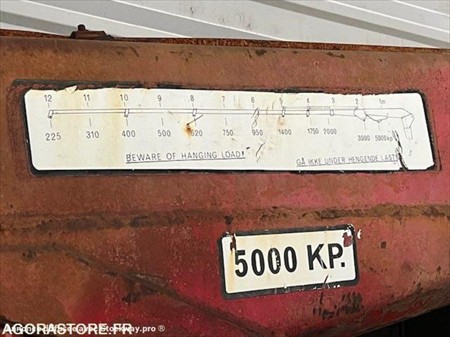 12 11 10 9 8 7 6 5 4 3 2 1m
225 310 400 500 620 750 950 1400 1750 2000 3000 5000kp
BEWARE OF HANGING LOAD!
GÅ IKKE UNDER HENGENDE LAST!
5000 KP.
AGORASTORE.FR